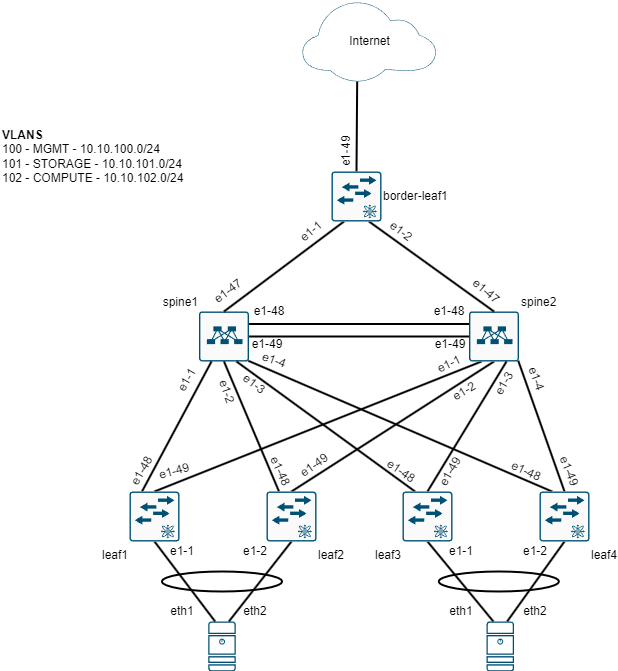 Internet
VLANS
100 - MGMT - 10.10.100.0/24
101 - STORAGE - 10.10.101.0/24
102 - COMPUTE - 10.10.102.0/24
e1-49
border-leaf1
e1-1
e1-2
e1-47
e1-47
spine1
spine2
e1-48
e1-48
e1-49
e1-49
e1-1
e1-2
e1-3
e1-4
e1-1
e1-2
e1-3
e1-4
e1-48
e1-49
e1-48
e1-49
e1-48
e1-49
e1-48
e1-49
leaf1
e1-1
e1-2
leaf2
leaf3
e1-1
e1-2
leaf4
eth1
eth2
eth1
eth2